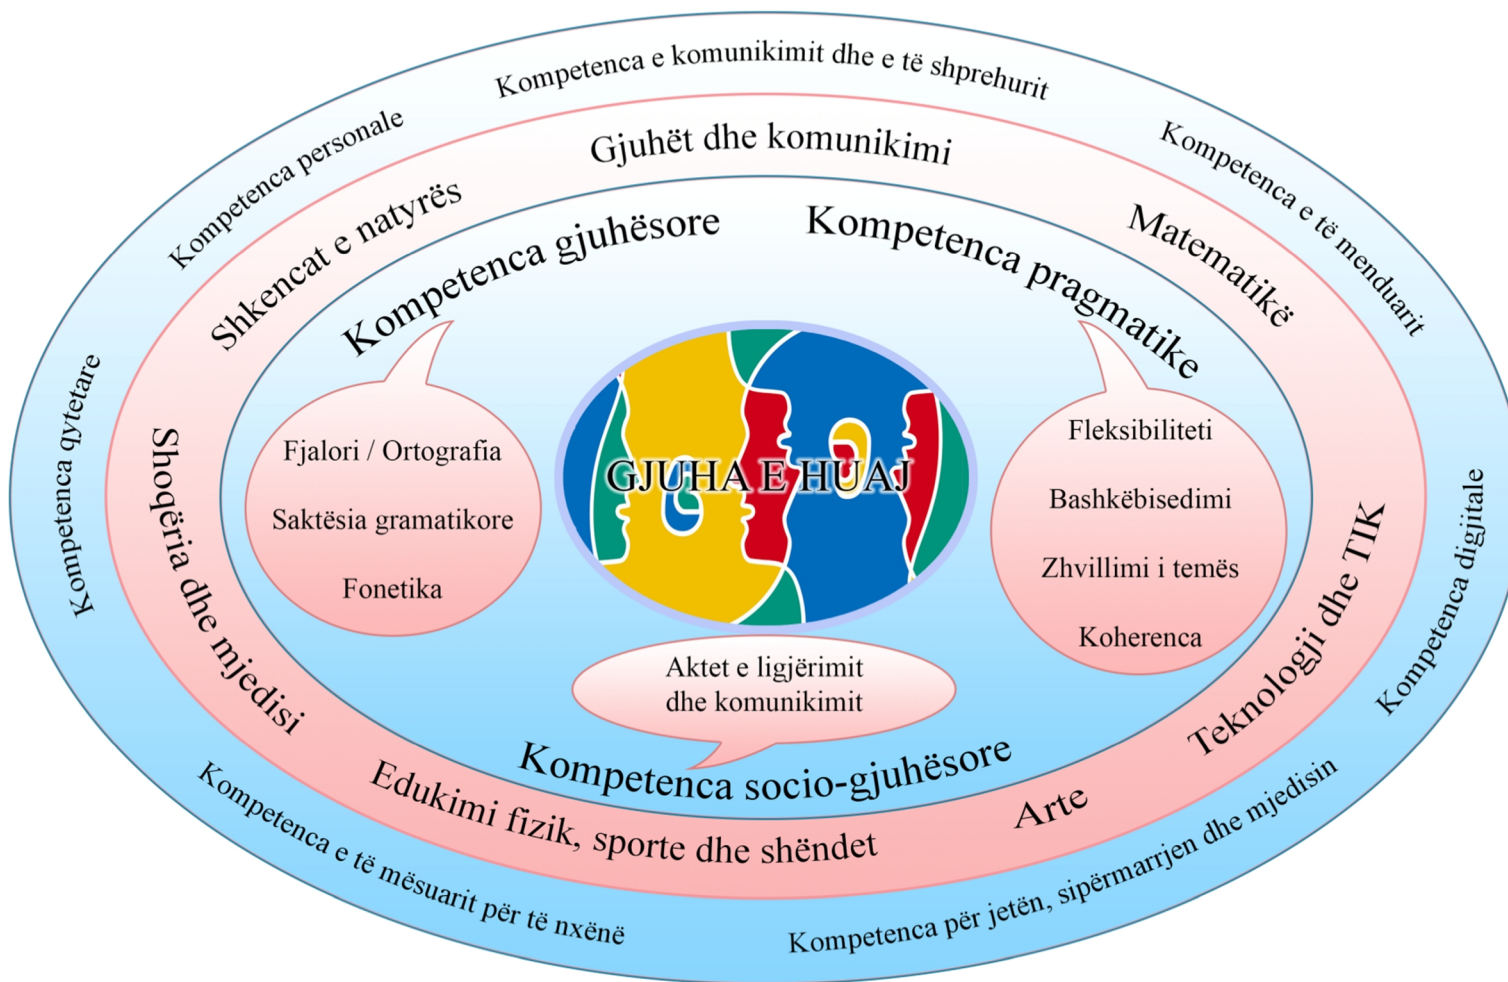 Kompetenca e komunikimit dhe e të shprehurit
Kompetenca personale
Kompetenca e të menduarit
Kompetenca qytetare
Kompetenca digjitale
Kompetenca e të mësuarit për të nxënë
Kompetenca për jetën, sipërmarrjen dhe mjedisin
Gjuhët dhe komunikimi
Shkencat e natyrës
Matematikë
Shoqëria dhe mjedisi
Teknologji dhe TIK
Edukimi fizik, sporte dhe shëndet
Arte
Kompetenca gjuhësore
Kompetenca pragmatike
Fjalori / Ortografia
Saktësia gramatikore
Fonetika
GJUHA E HUAJ
Fleksibiliteti
Bashkëbisedimi
Zhvillimi i temës
Koherenca
Aktet e ligjërimit
dhe komunikimit
Kompetenca socio-gjuhësore